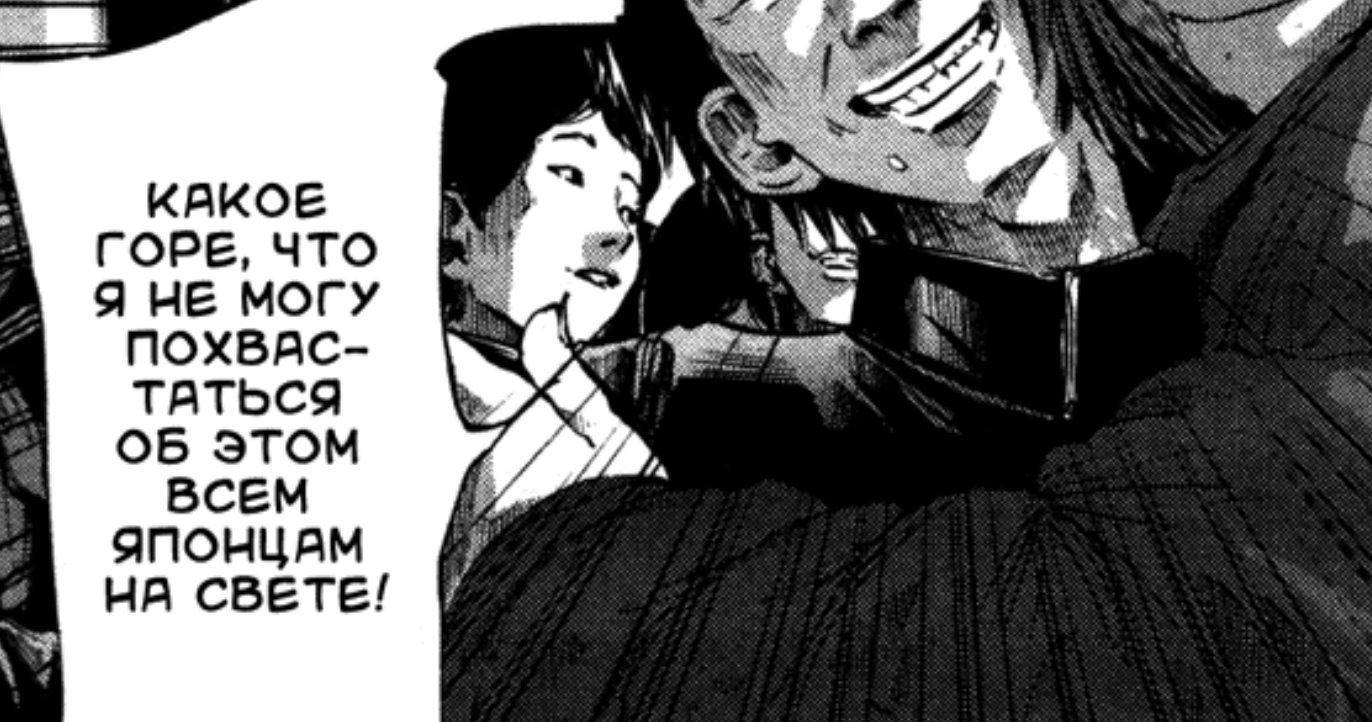 КАКОЕ
ГОРЕ, ЧТО
Я НЕ МОГУ
ПОХВАС-
ТАТЬСЯ
ОБ ЭТОМ
ВСЕМ
ЯПОНЦАМ
НА СВЕТЕ!